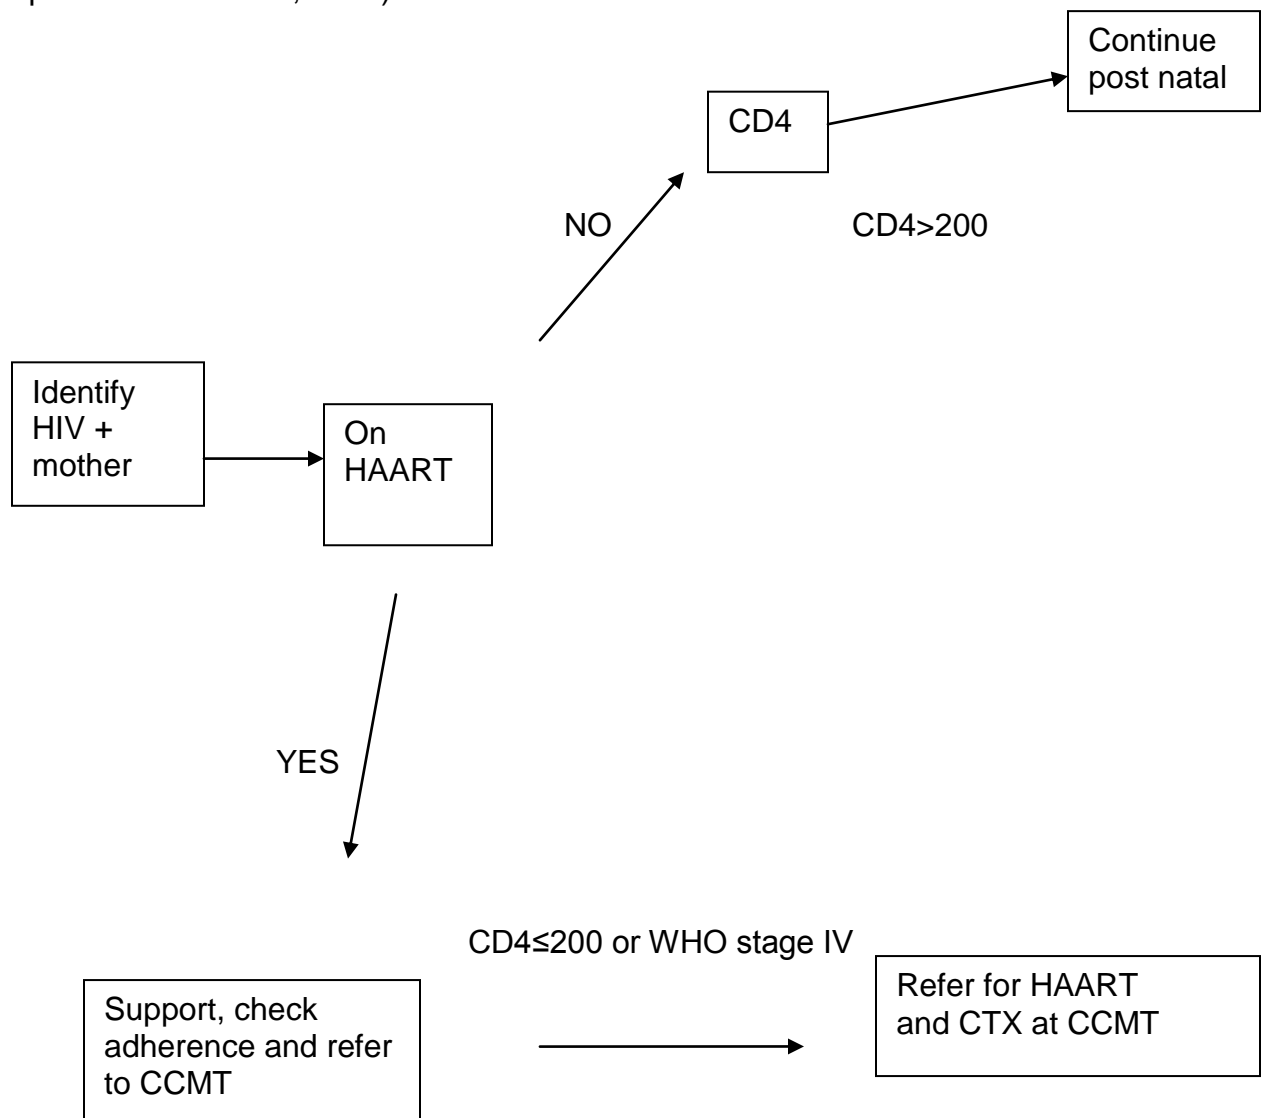 Continue
post natal
CD4
NO
CD4>200
Identify
HIV +
mother
On
HAART
YES
CD4≤200 or WHO stage IV
Support, check
adherence and refer
to CCMT
Refer for HAART
and CTX at CCMT